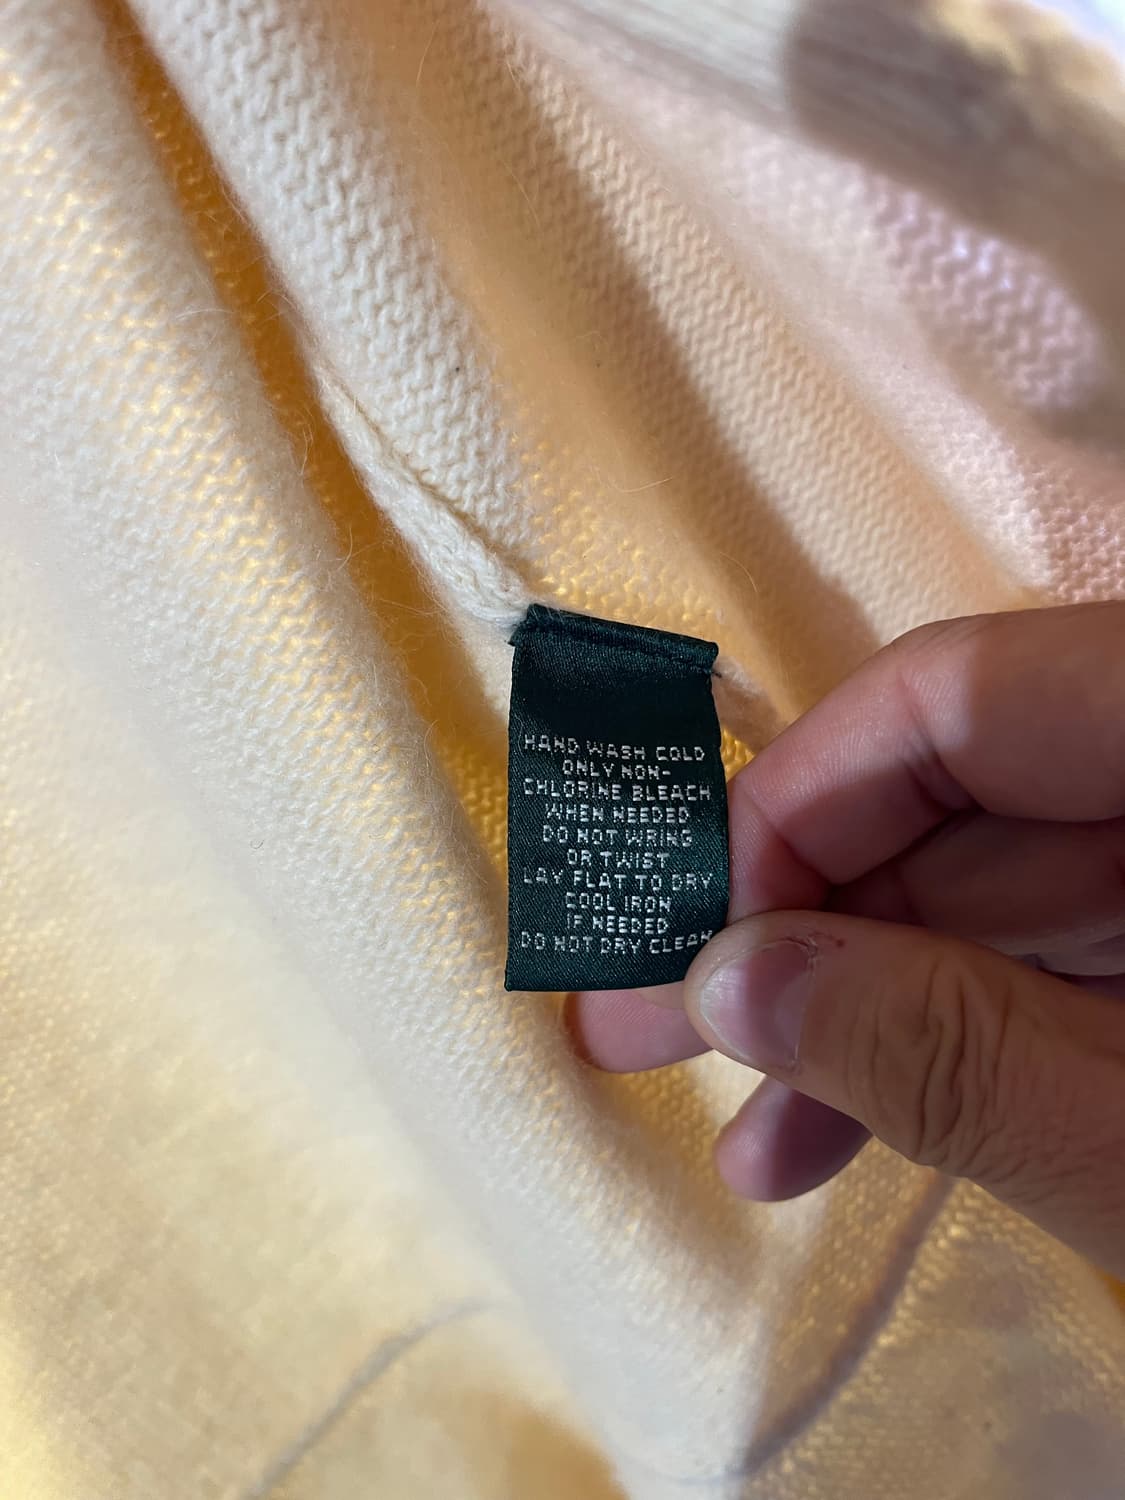 HAND WASH COLD
ONLY NON-
CHLORINE BLEACH
WHEN NEEDED
DO NOT WRING
OR TWIST
LAY FLAT TO DRY
COOL IRON
IF NEEDED
DO NOT DRY CLEAN